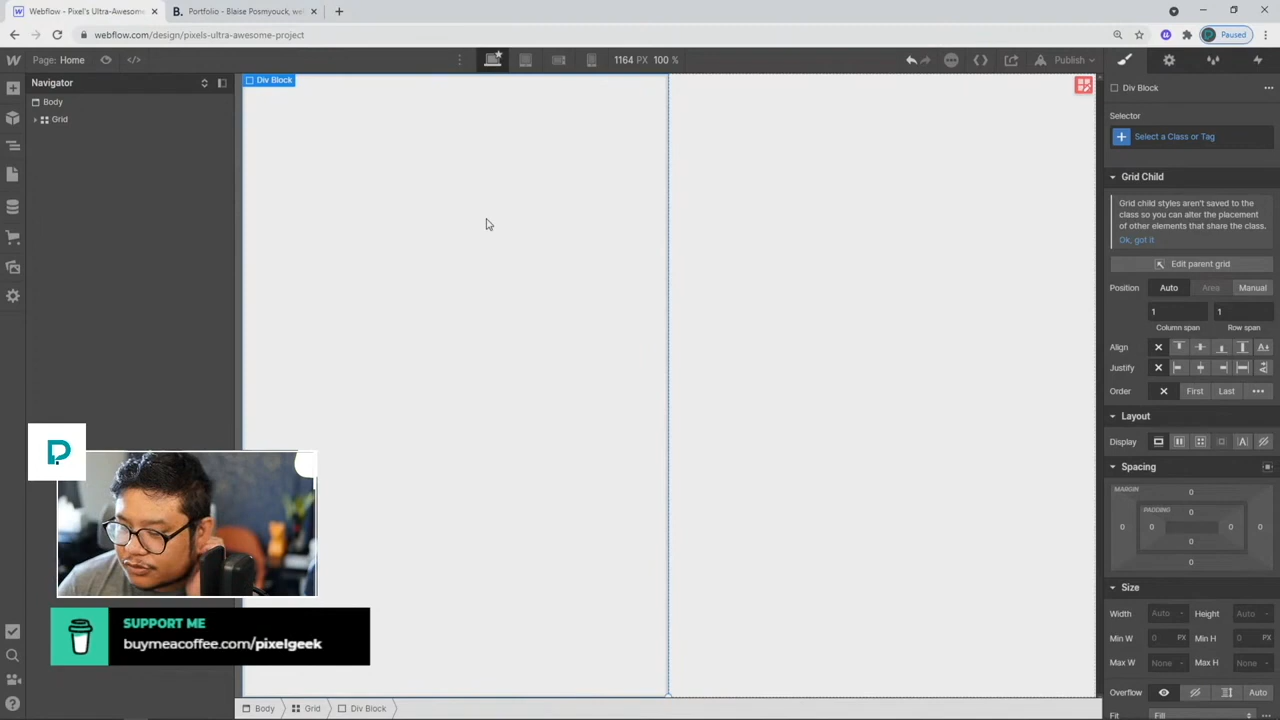 Webflow - Pixel's Ultra-Awesome
Portfolio - Blaise Posmyouck, we
webflow.com/design/pixels-ultra-awesome-project
Paused
Page: Home
1164 PX 100 %
Publish
Navigator
Body
Grid
Div Block
Div Block
Selector
Select a Class or Tag
Grid Child
Grid child styles aren't saved to the
class so you can alter the placement
of other elements that share the class.
Ok, got it
Edit parent grid
Position Auto Area Manual
1 1
Column span Row span
Align
Justify
Order First Last
Layout
Display
Spacing
MARGIN
0
PADDING
0
0 0 0 0
0
0
Size
Width Auto Height Auto
Min W 0 PX Min H 0 PX
Max W None Max H None
Overflow Auto
Fit Fill
SUPPORT ME
buymeacoffee.com/pixelgeek
Body Grid Div Block